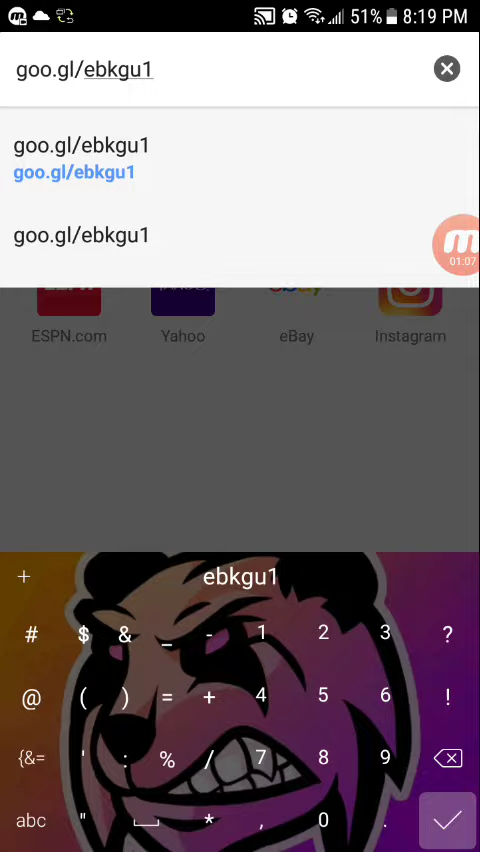 51% 8:19 PM
goo.gl/ebkgu1
goo.gl/ebkgu1
goo.gl/ebkgu1
goo.gl/ebkgu1
01:07
ESPN.com Yahoo eBay Instagram
+ ebkgu1
# $ & _ - 1 2 3 ?
@ ( ) = + 4 5 6 !
{&= ' : % / 7 8 9
abc " * , 0 .